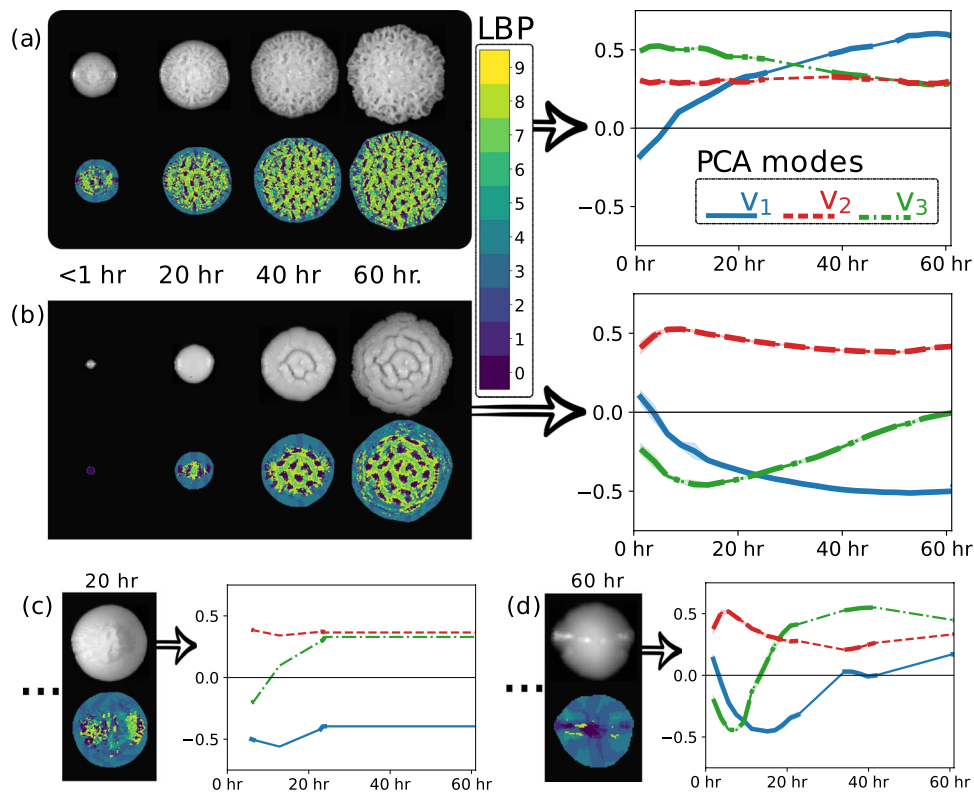 (a)
<1 hr 20 hr 40 hr 60 hr.
LBP
9
8
7
6
5
4
3
2
1
0
0.5
0.0
−0.5
PCA modes
V1 V2 V3
0 hr 20 hr 40 hr 60 hr
(b)
0.5
0.0
−0.5
0 hr 20 hr 40 hr 60 hr
(c)
20 hr
0.5
0.0
−0.5
0 hr 20 hr 40 hr 60 hr
(d)
60 hr
0.5
0.0
−0.5
0 hr 20 hr 40 hr 60 hr